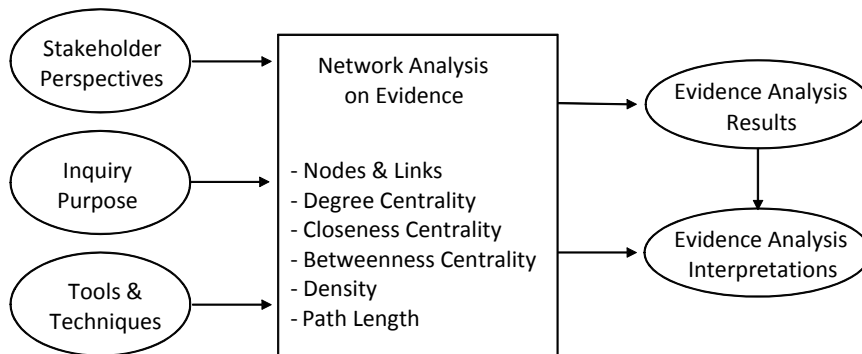 Stakeholder
Perspectives
Inquiry
Purpose
Tools &
Techniques
Network Analysis
on Evidence
- Nodes & Links
- Degree Centrality
- Closeness Centrality
- Betweenness Centrality
- Density
- Path Length
Evidence Analysis
Results
Evidence Analysis
Interpretations